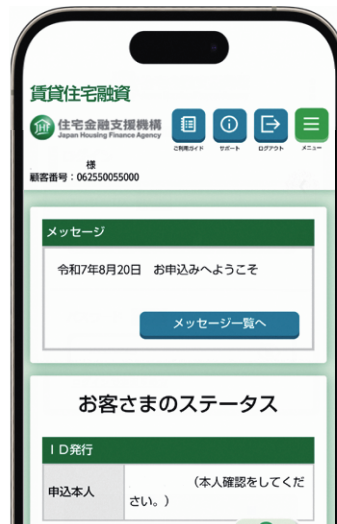 賃貸住宅融資
住宅金融支援機構
Japan Housing Finance Agency
ご利用ガイド
サポート
ログアウト
メニュー
様
顧客番号：062550055000
メッセージ
令和7年8月20日　お申込みへようこそ
メッセージ一覧へ
お客さまのステータス
ＩＤ発行
申込本人
（本人確認をしてくだ
さい。）